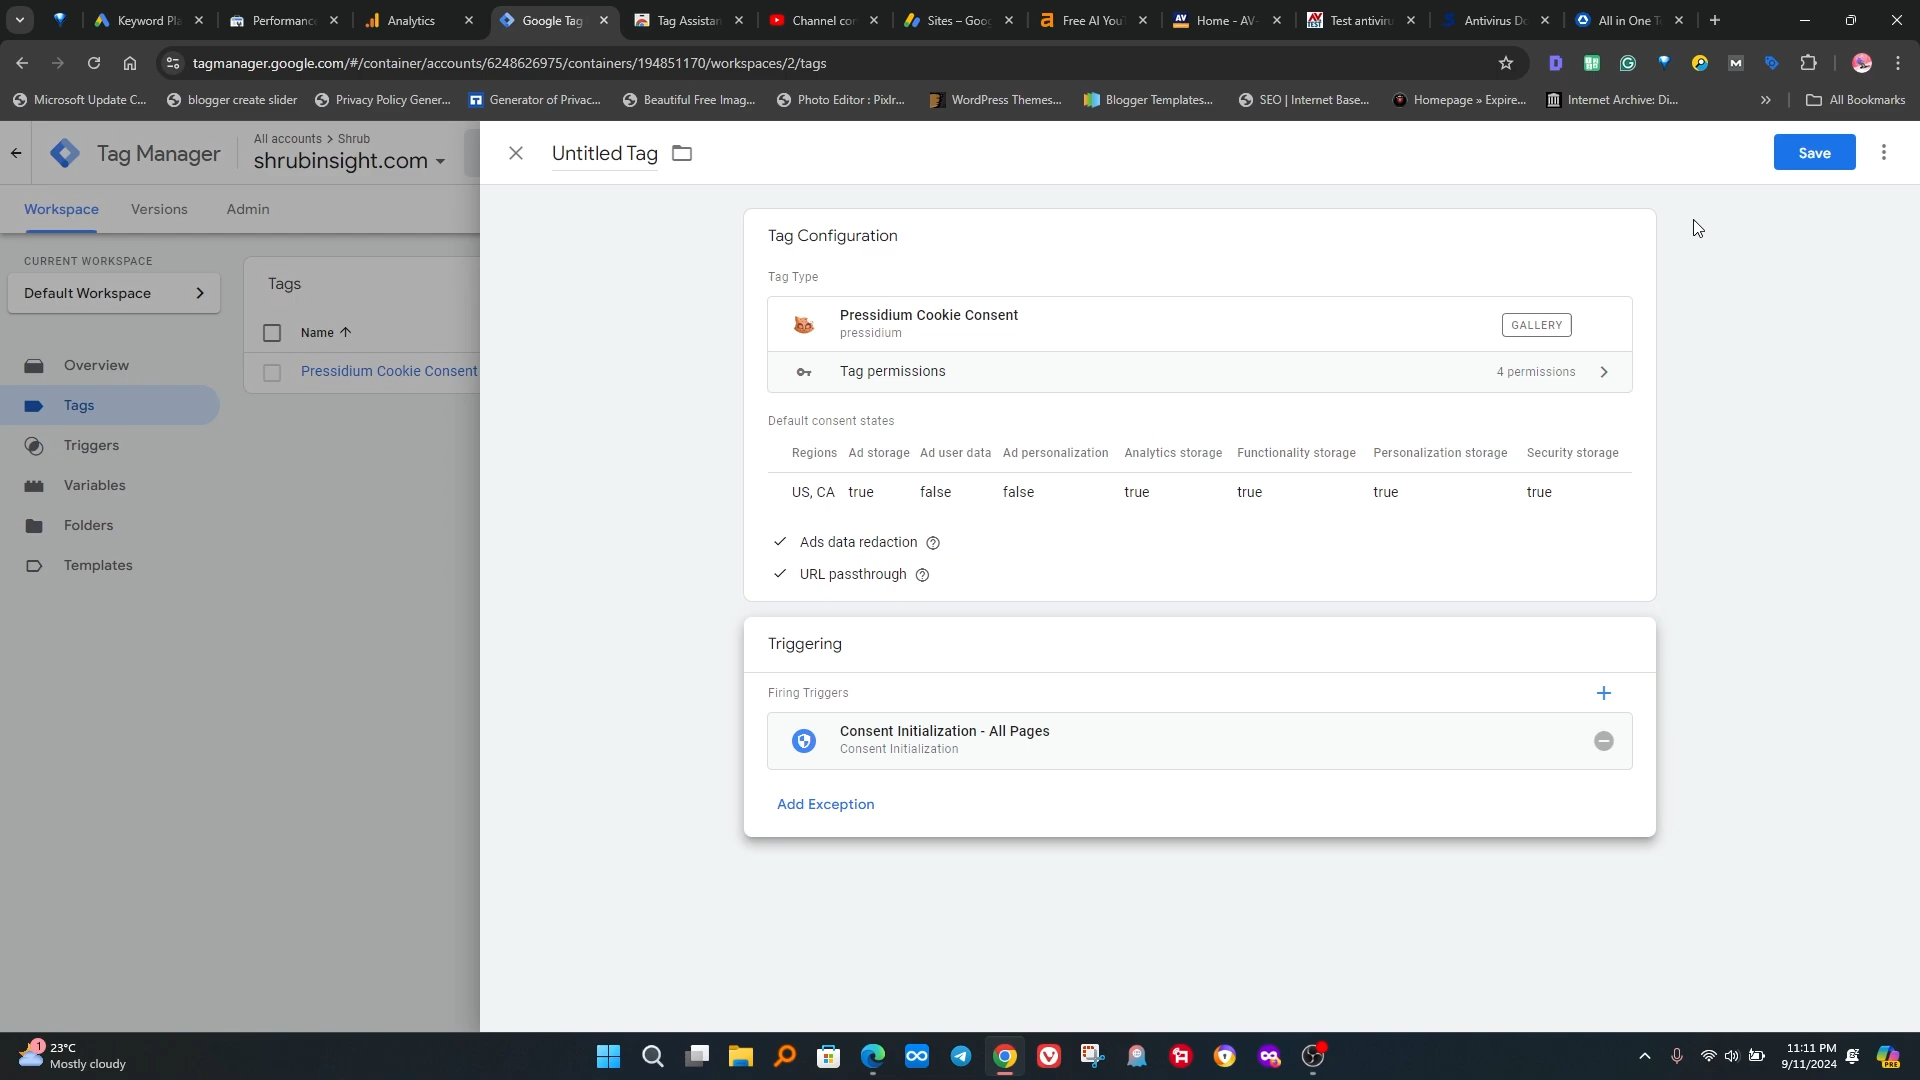 Keyword Pla
Performance
Analytics
Google Tag
Tag Assistan
Channel con
Sites – Goog
Free AI You
Home - AV-
Test antiviru
Antivirus Do
All in One T
tagmanager.google.com/#/container/accounts/6248626975/containers/194851170/workspaces/2/tags
Microsoft Update C...
blogger create slider
Privacy Policy Gener...
Generator of Privac...
Beautiful Free Imag...
Photo Editor : Pixlr...
WordPress Themes...
Blogger Templates...
SEO | Internet Base...
Homepage » Expire...
Internet Archive: Di...
All Bookmarks
Tag Manager
All accounts > Shrub
shrubinsight.com
Untitled Tag
Save
Workspace
Versions
Admin
CURRENT WORKSPACE
Default Workspace
Overview
Tags
Triggers
Variables
Folders
Templates
Tags
Name
Pressidium Cookie Consent
Tag Configuration
Tag Type
Pressidium Cookie Consent
pressidium
GALLERY
Tag permissions
4 permissions
Default consent states
Regions Ad storage Ad user data Ad personalization Analytics storage Functionality storage Personalization storage Security storage
US, CA true false false true true true true
Ads data redaction
URL passthrough
Triggering
Firing Triggers
Consent Initialization - All Pages
Consent Initialization
Add Exception
1
23°C
Mostly cloudy
11:11 PM
9/11/2024
PRE